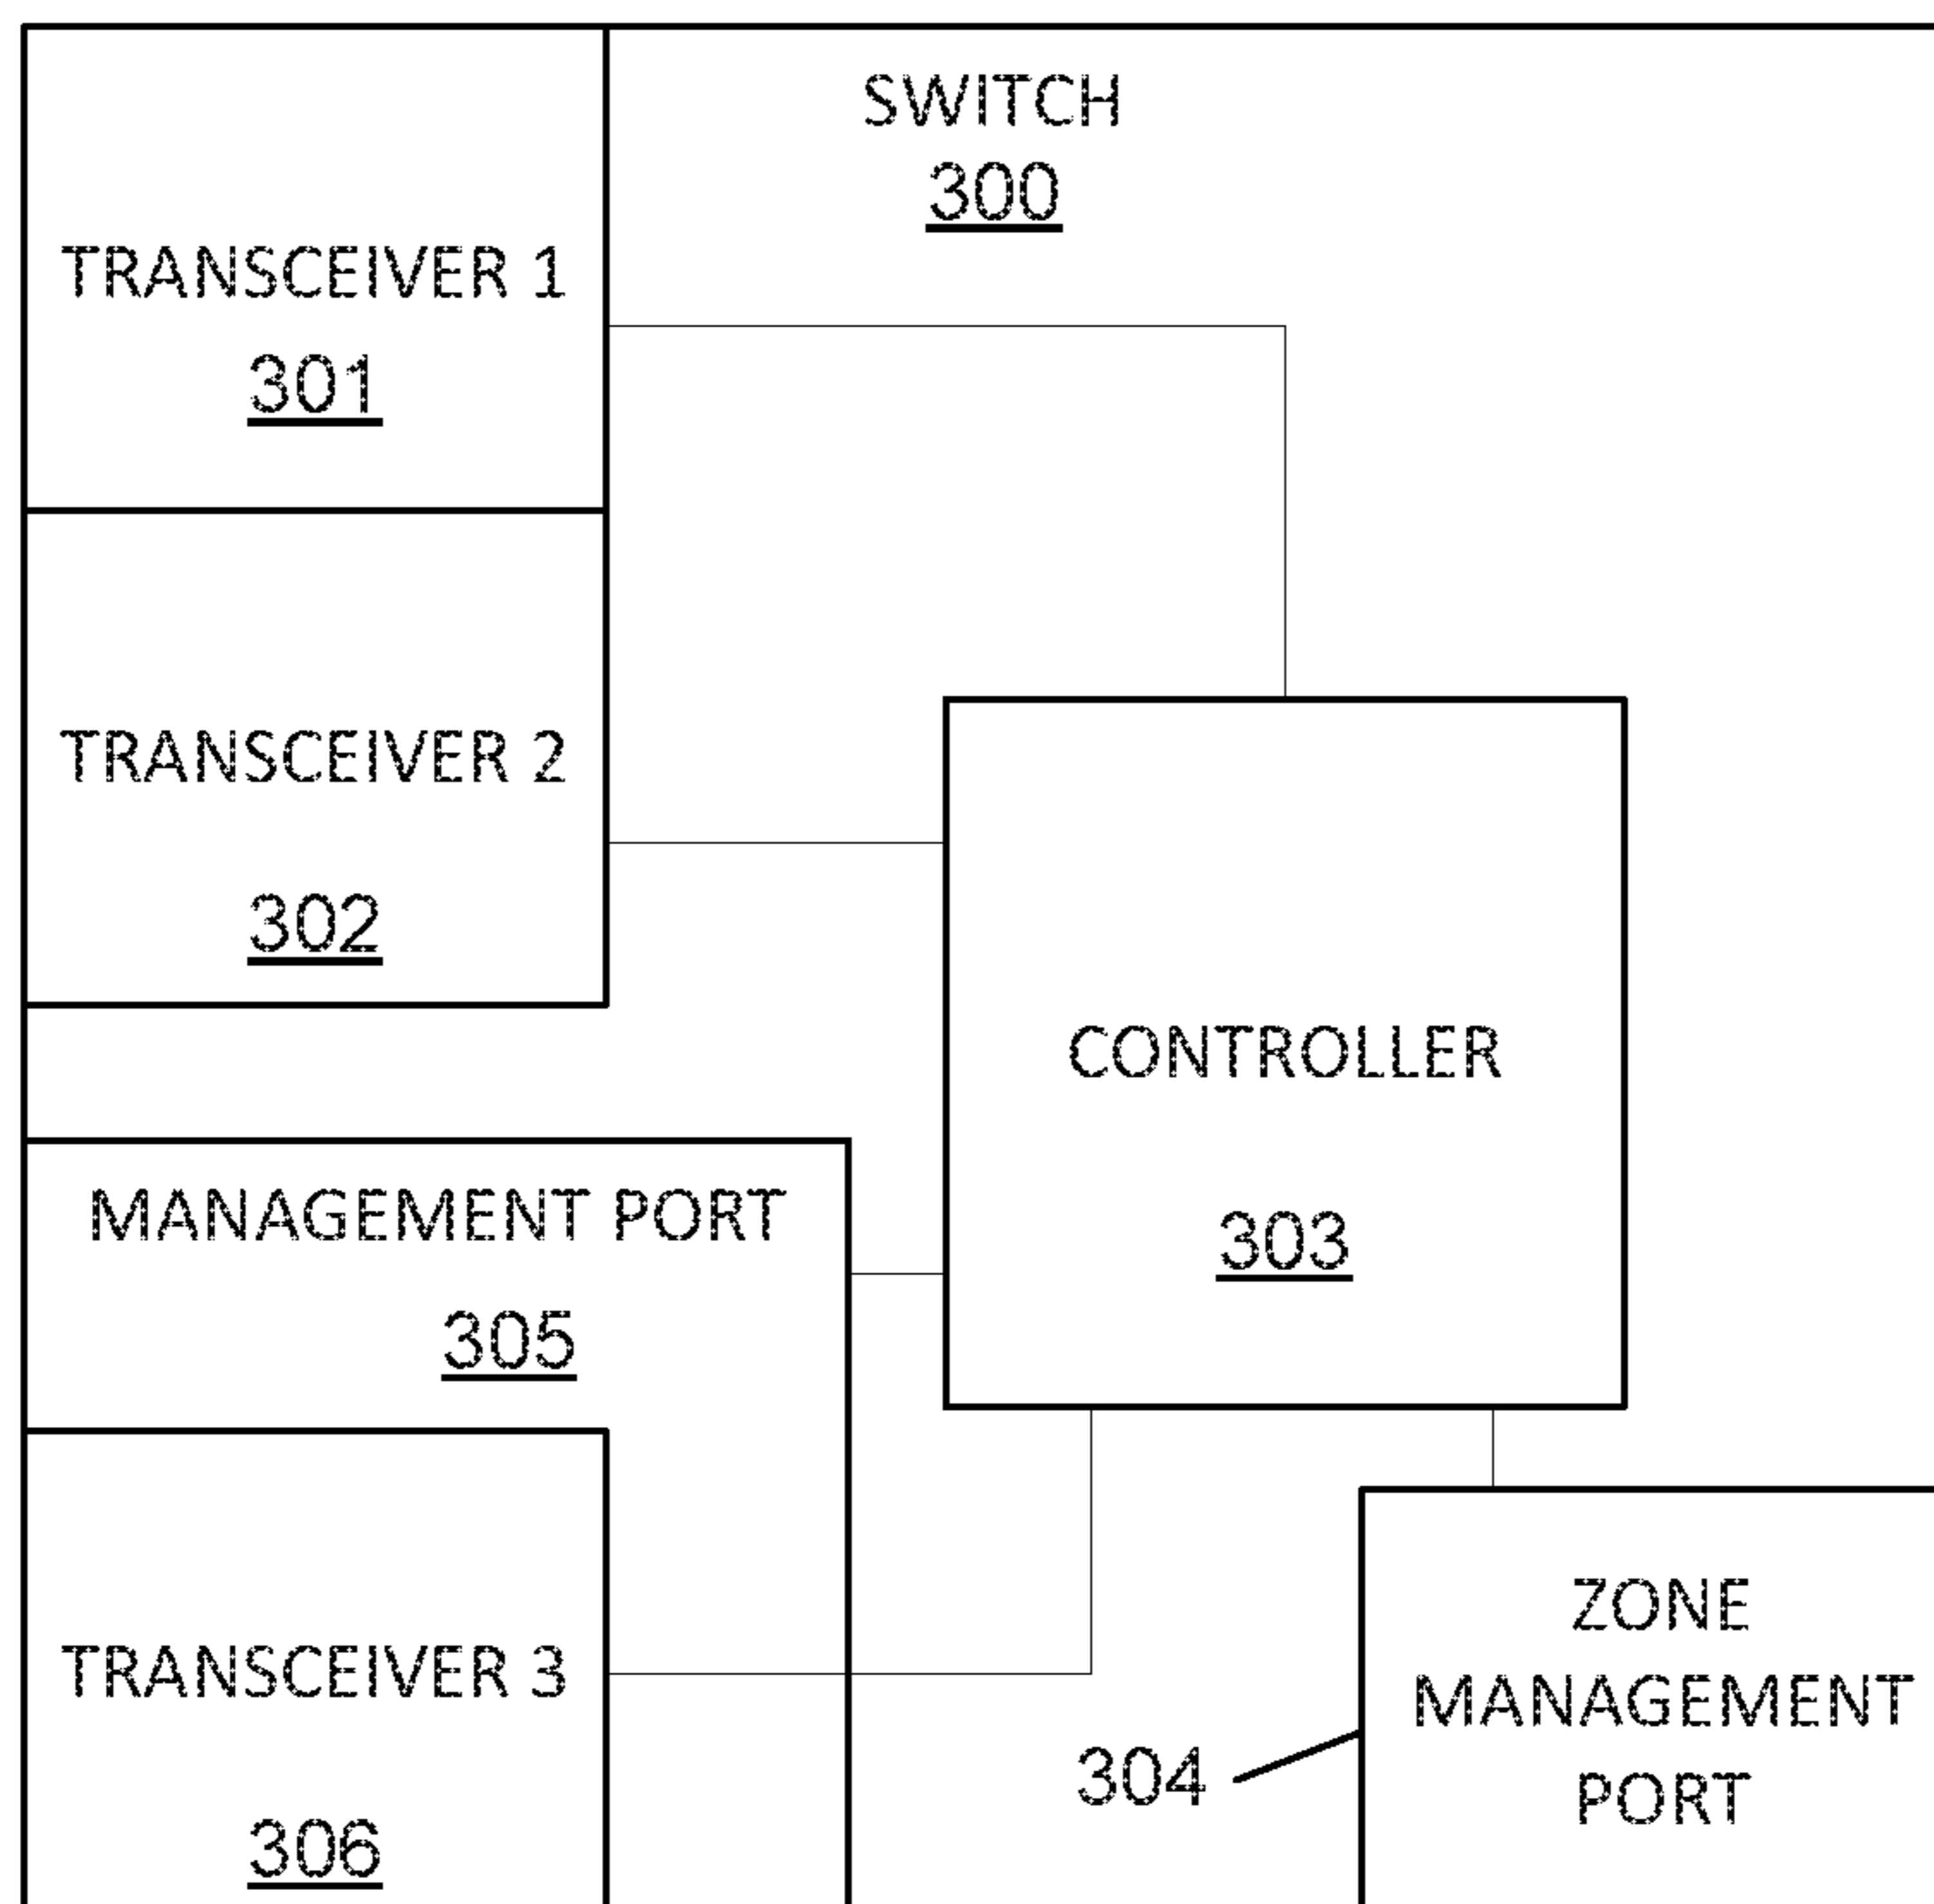 SWITCH
300
TRANSCEIVER 1
301
TRANSCEIVER 2
302
CONTROLLER
303
MANAGEMENT PORT
305
TRANSCEIVER 3
306
304
ZONE
MANAGEMENT
PORT